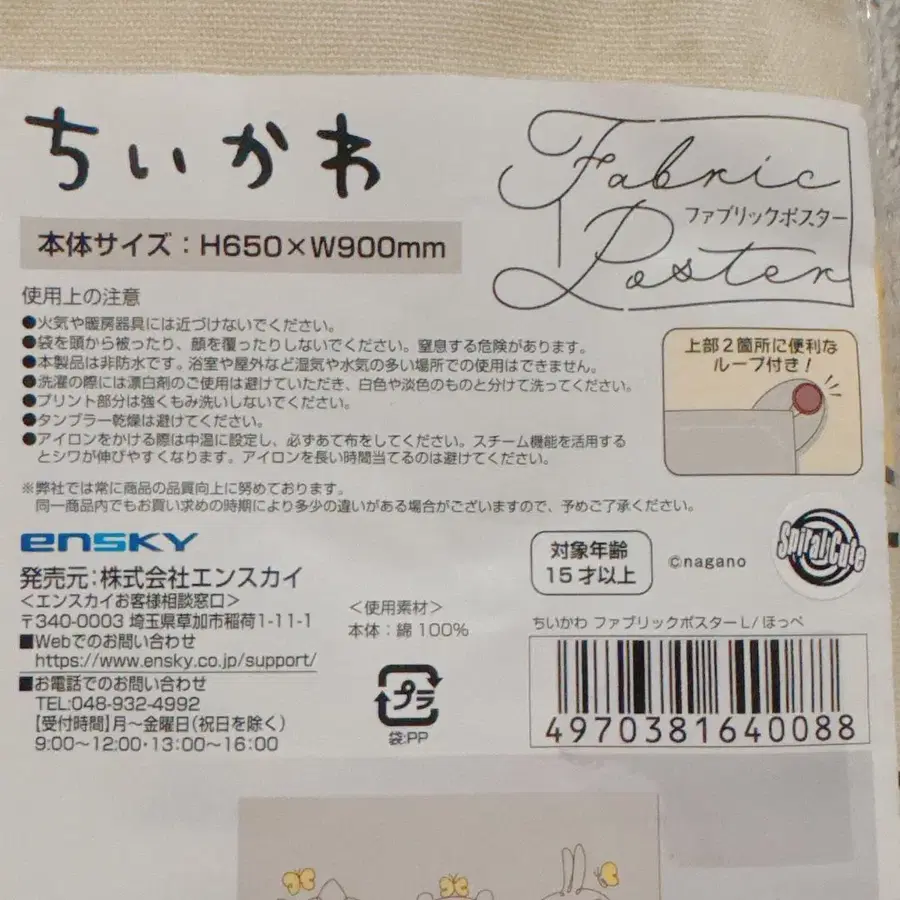 ちいかわ
Fabric
ファブリックポスター
Poster
本体サイズ：H650×W900mm
使用上の注意
●火気や暖房器具には近づけないでください。
●袋を頭から被ったり、顔を覆ったりしないでください。窒息する危険があります。
●本製品は非防水です。浴室や屋外など湿気や水気の多い場所での使用はできません。
●洗濯の際には漂白剤のご使用は避けていただき、白色や淡色のものと分けて洗ってください。
●プリント部分は強くもみ洗いしないでください。
●タンブラー乾燥は避けてください。
●アイロンをかける際は中温に設定し、必ずあて布をしてください。スチーム機能を活用する
とシワが伸びやすくなります。アイロンを長い時間当てるのは避けてください。
※弊社では常に商品の品質向上に努めております。
同一商品内でもお買い求めの時期により多少の違いがある場合がございますので、予めご了承ください。
上部２箇所に便利な
ループ付き！
ensky
発売元：株式会社エンスカイ
＜エンスカイお客様相談窓口＞
〒340-0003 埼玉県草加市稲荷1-11-1
■Webでのお問い合わせ
https://www.ensky.co.jp/support/
■お電話でのお問い合わせ
TEL:048-932-4992
【受付時間】月～金曜日(祝日を除く)
9:00～12:00・13:00～16:00
＜使用素材＞
本体：綿100%
プラ
袋:PP
対象年齢
15才以上
©nagano
Spiral Cute
ちいかわ ファブリックポスターL/ ほっぺ
4970381640088